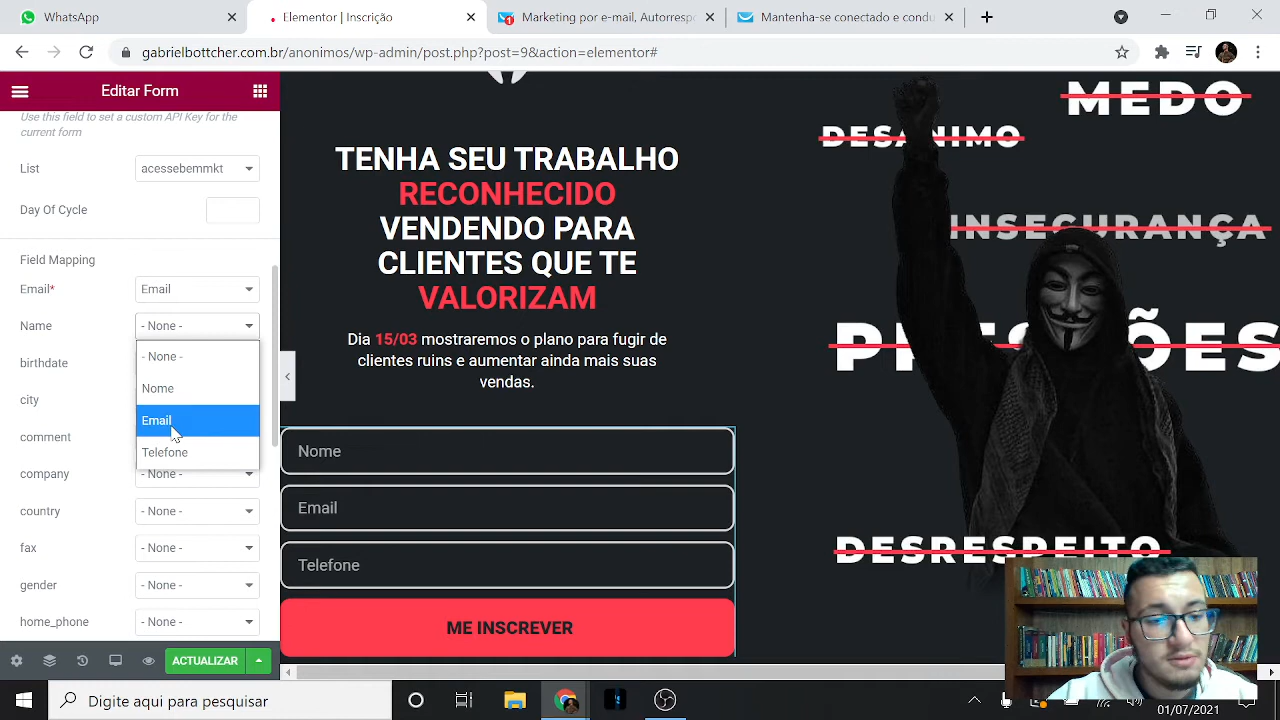 WhatsApp
Elementor | Inscrição
Marketing por e-mail, Autorresp
Mantenha-se conectado e condu
gabrielbottcher.com.br/anonimos/wp-admin/post.php?post=9&action=elementor#
Editar Form
Use this field to set a custom API Key for the
current form
List
acessebemmkt
Day Of Cycle
Field Mapping
Email*
Email
Name
- None -
- None -
birthdate
Nome
city
Email
comment
Telefone
company
- None -
country
- None -
fax
- None -
gender
- None -
home_phone
- None -
ACTUALIZAR
TENHA SEU TRABALHO
RECONHECIDO
VENDENDO PARA
CLIENTES QUE TE
VALORIZAM
Dia 15/03 mostraremos o plano para fugir de
clientes ruins e aumentar ainda mais suas
vendas.
Nome
Email
Telefone
ME INSCREVER
MEDO
DESANIMO
INSEGURANÇA
DESRESPEITO
Digite aqui para pesquisar
01/07/2021